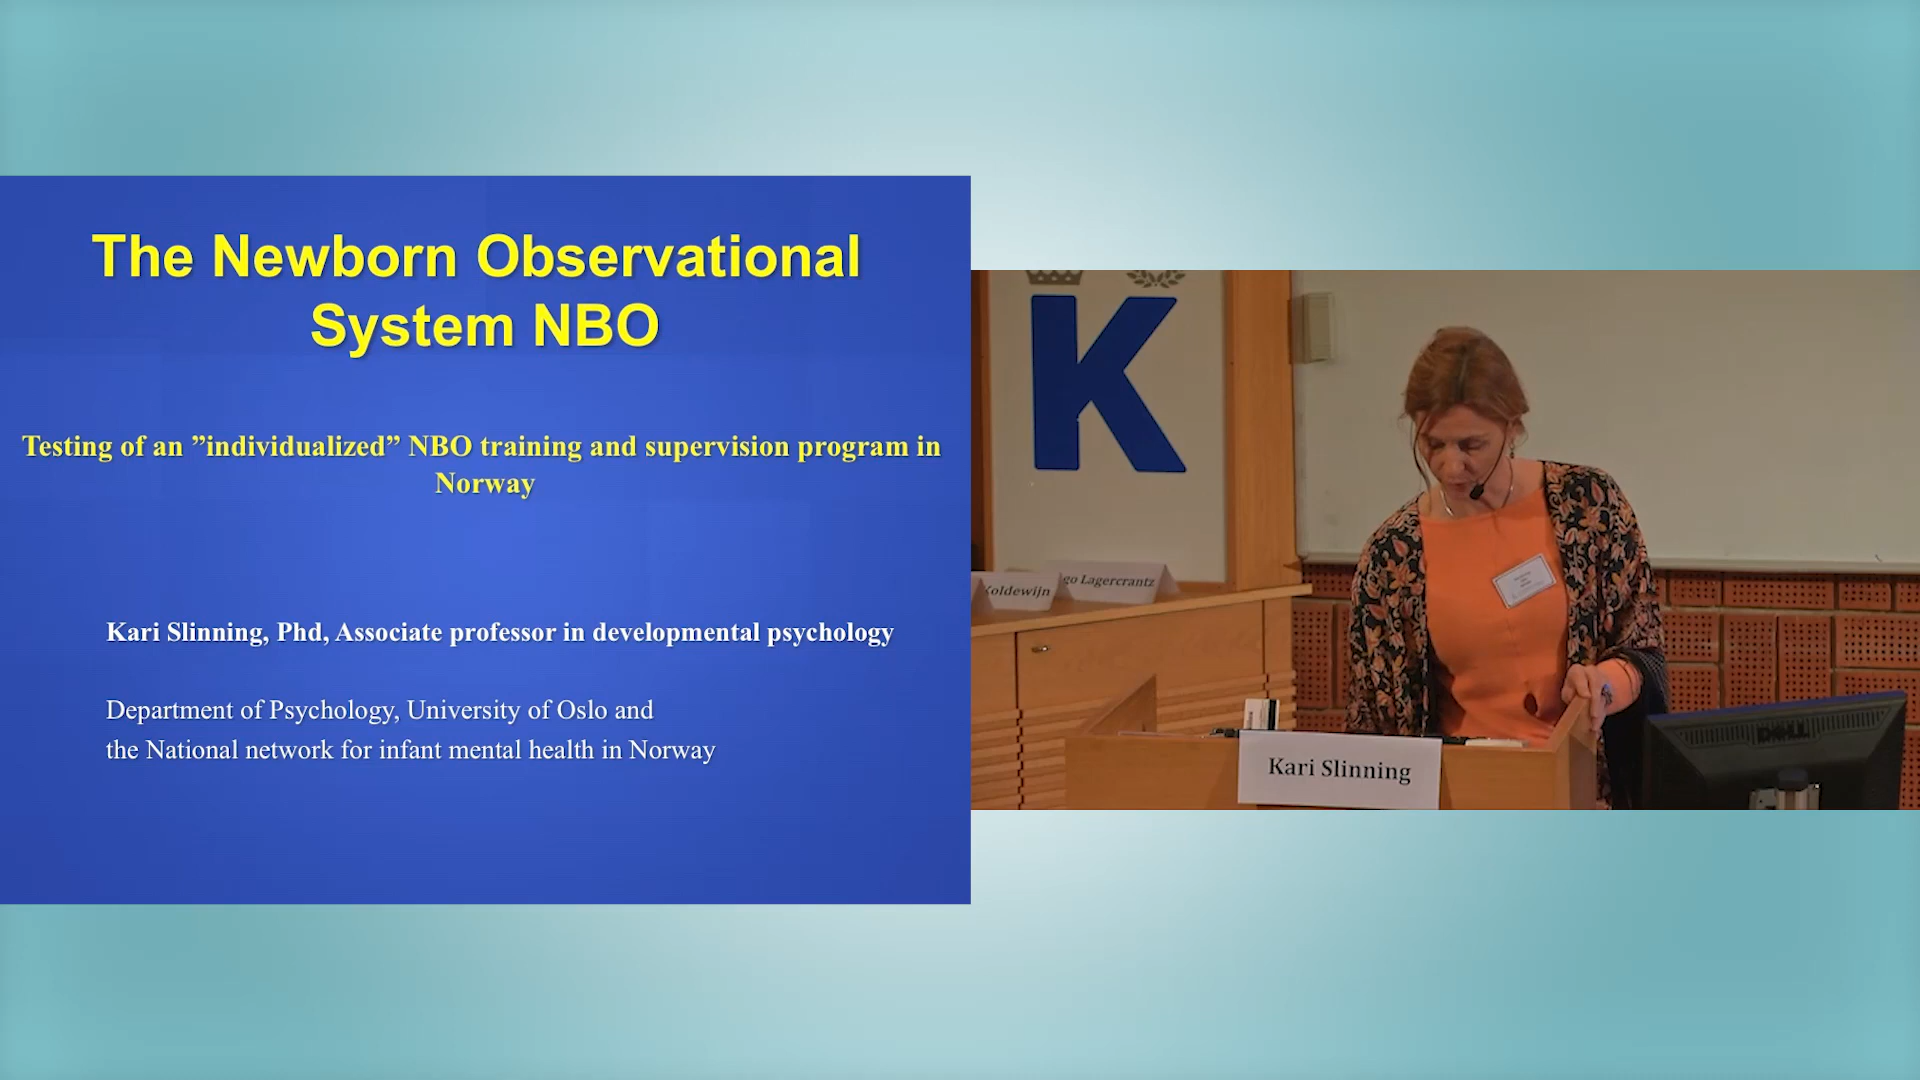 The Newborn Observational
System NBO
Testing of an ”individualized” NBO training and supervision program in
Norway
Kari Slinning, Phd, Associate professor in developmental psychology
Department of Psychology, University of Oslo and
the National network for infant mental health in Norway
K
Koldewijn
go Lagercrantz
DELL
Kari Slinning